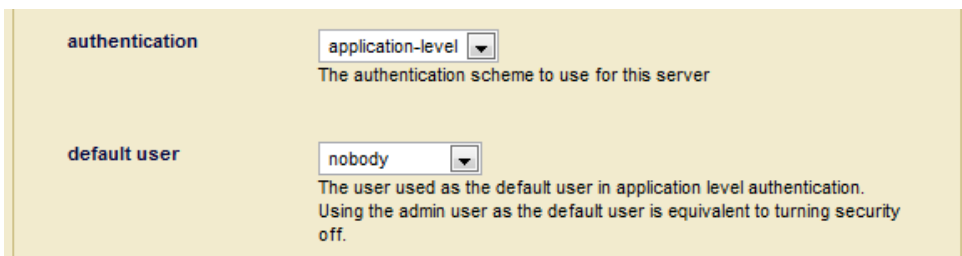 authentication
application-level
The authentication scheme to use for this server
default user
nobody
The user used as the default user in application level authentication.
Using the admin user as the default user is equivalent to turning security
off.